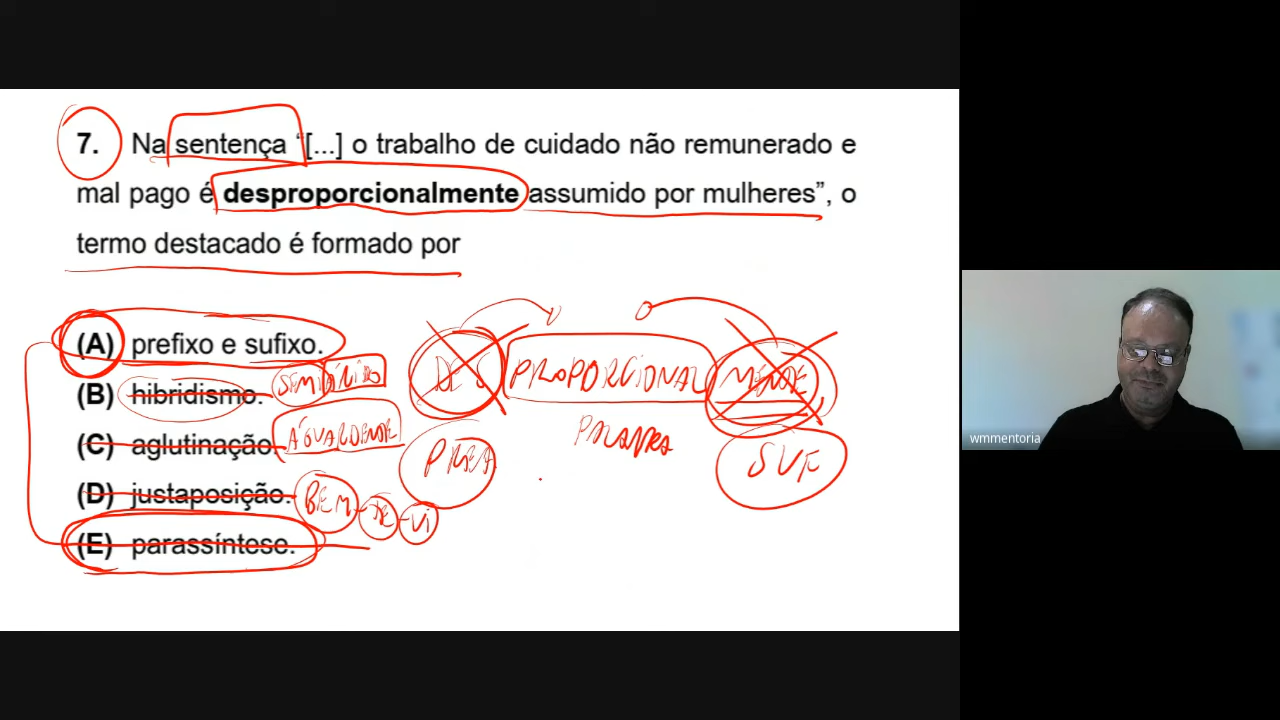 7. Na sentença “[...] o trabalho de cuidado não remunerado e
mal pago é desproporcionalmente assumido por mulheres”, o
termo destacado é formado por
(A) prefixo e sufixo.
(B) hibridismo. SEMIÁRIDO
(C) aglutinação. AGUARDENTE
(D) justaposição. BEM-TE-VI
(E) parassíntese.
DES PROPORCIONAL MENTE
PALAVRA
PREF SUF
wmmentoria